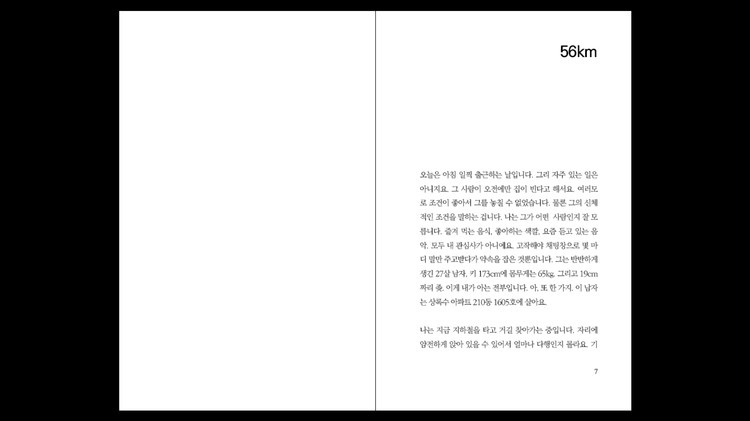 56km
오늘은 아침 일찍 출근하는 날입니다. 그리 자주 있는 일은
아니지요. 그 사람이 오전에만 집이 빈다고 해서요. 여러모
로 조건이 좋아서 그를 놓칠 수 없었습니다. 물론 그의 신체
적인 조건을 말하는 겁니다. 나는 그가 어떤 사람인지 잘 모
릅니다. 즐겨 먹는 음식, 좋아하는 색깔, 요즘 듣고 있는 음
악, 모두 내 관심사가 아니에요. 고작해야 채팅창으로 몇 마
디 말만 주고받다가 약속을 잡은 것뿐입니다. 그는 반반하게
생긴 27살 남자, 키 173cm에 몸무게는 65kg, 그리고 19cm
짜리 좆. 이게 내가 아는 전부입니다. 아, 또 한 가지. 이 남자
는 상록수 아파트 210동 1605호에 살아요.
나는 지금 지하철을 타고 거길 찾아가는 중입니다. 자리에
얌전하게 앉아 있을 수 있어서 얼마나 다행인지 몰라요. 기
7